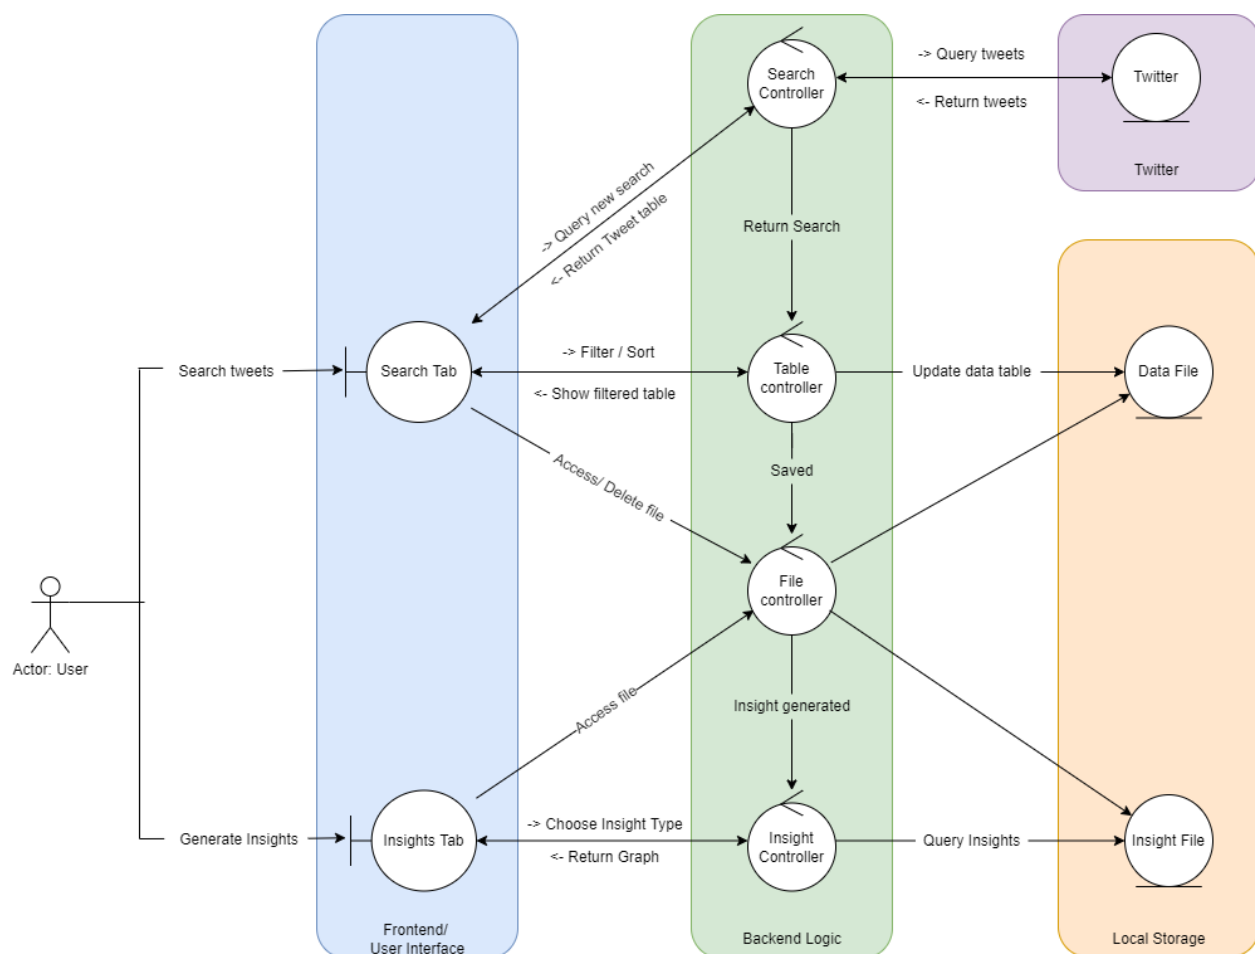 Search
Controller
-> Query tweets
<- Return tweets
Twitter
Twitter
-> Query new search
<- Return Tweet table
Return Search
Search tweets
Search Tab
-> Filter / Sort
<- Show filtered table
Table
controller
Update data table
Data File
Access/ Delete file
Saved
File
controller
Actor: User
Access file
Insight generated
Generate Insights
Insights Tab
-> Choose Insight Type
<- Return Graph
Insight
Controller
Query Insights
Insight File
Frontend/
User Interface
Backend Logic
Local Storage